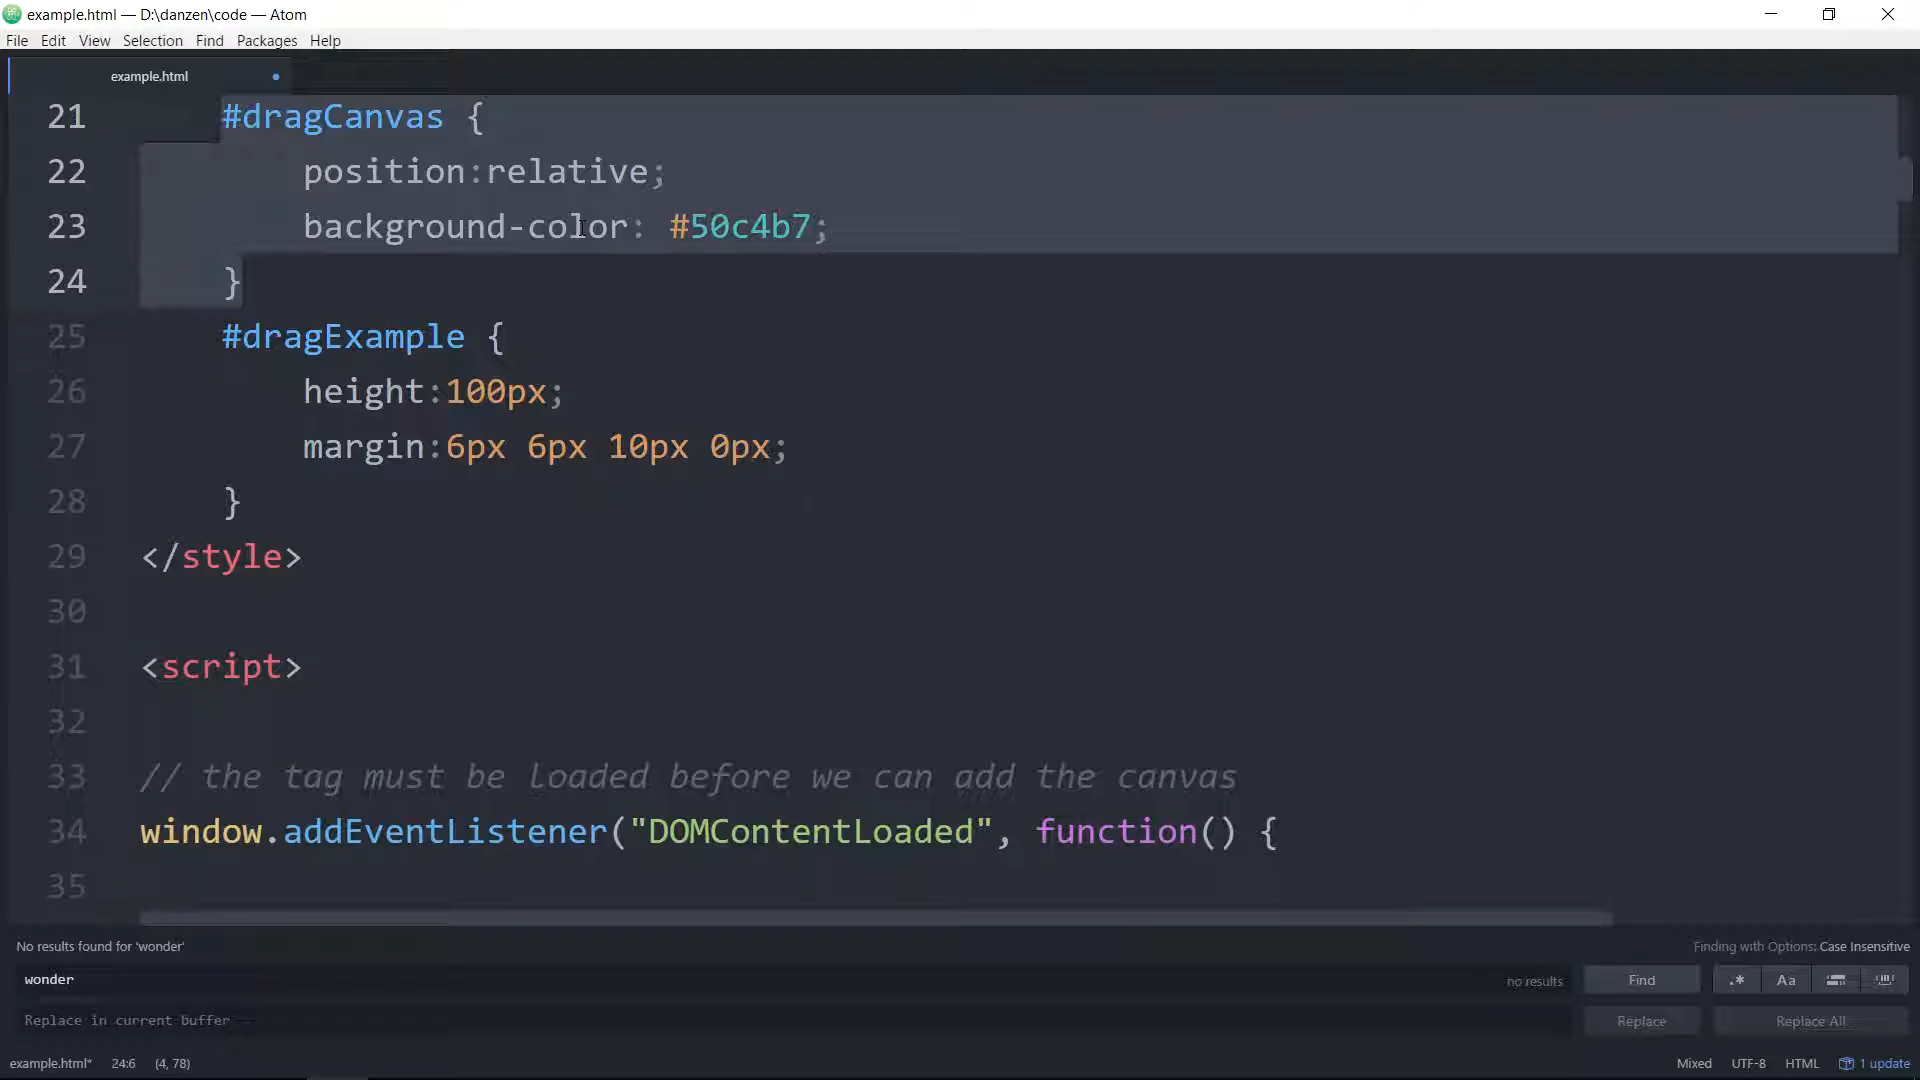 example.html — D:\danzen\code — Atom
File Edit View Selection Find Packages Help
example.html
21 #dragCanvas {
22 position:relative;
23 background-color: #50c4b7;
24 }
25 #dragExample {
26 height:100px;
27 margin:6px 6px 10px 0px;
28 }
29 </style>
30
31 <script>
32
33 // the tag must be loaded before we can add the canvas
34 window.addEventListener("DOMContentLoaded", function() {
35
No results found for 'wonder' Finding with Options: Case Insensitive
wonder no results Find .* Aa
Replace in current buffer Replace Replace All
example.html* 24:6 (4, 78) Mixed UTF-8 HTML 1 update